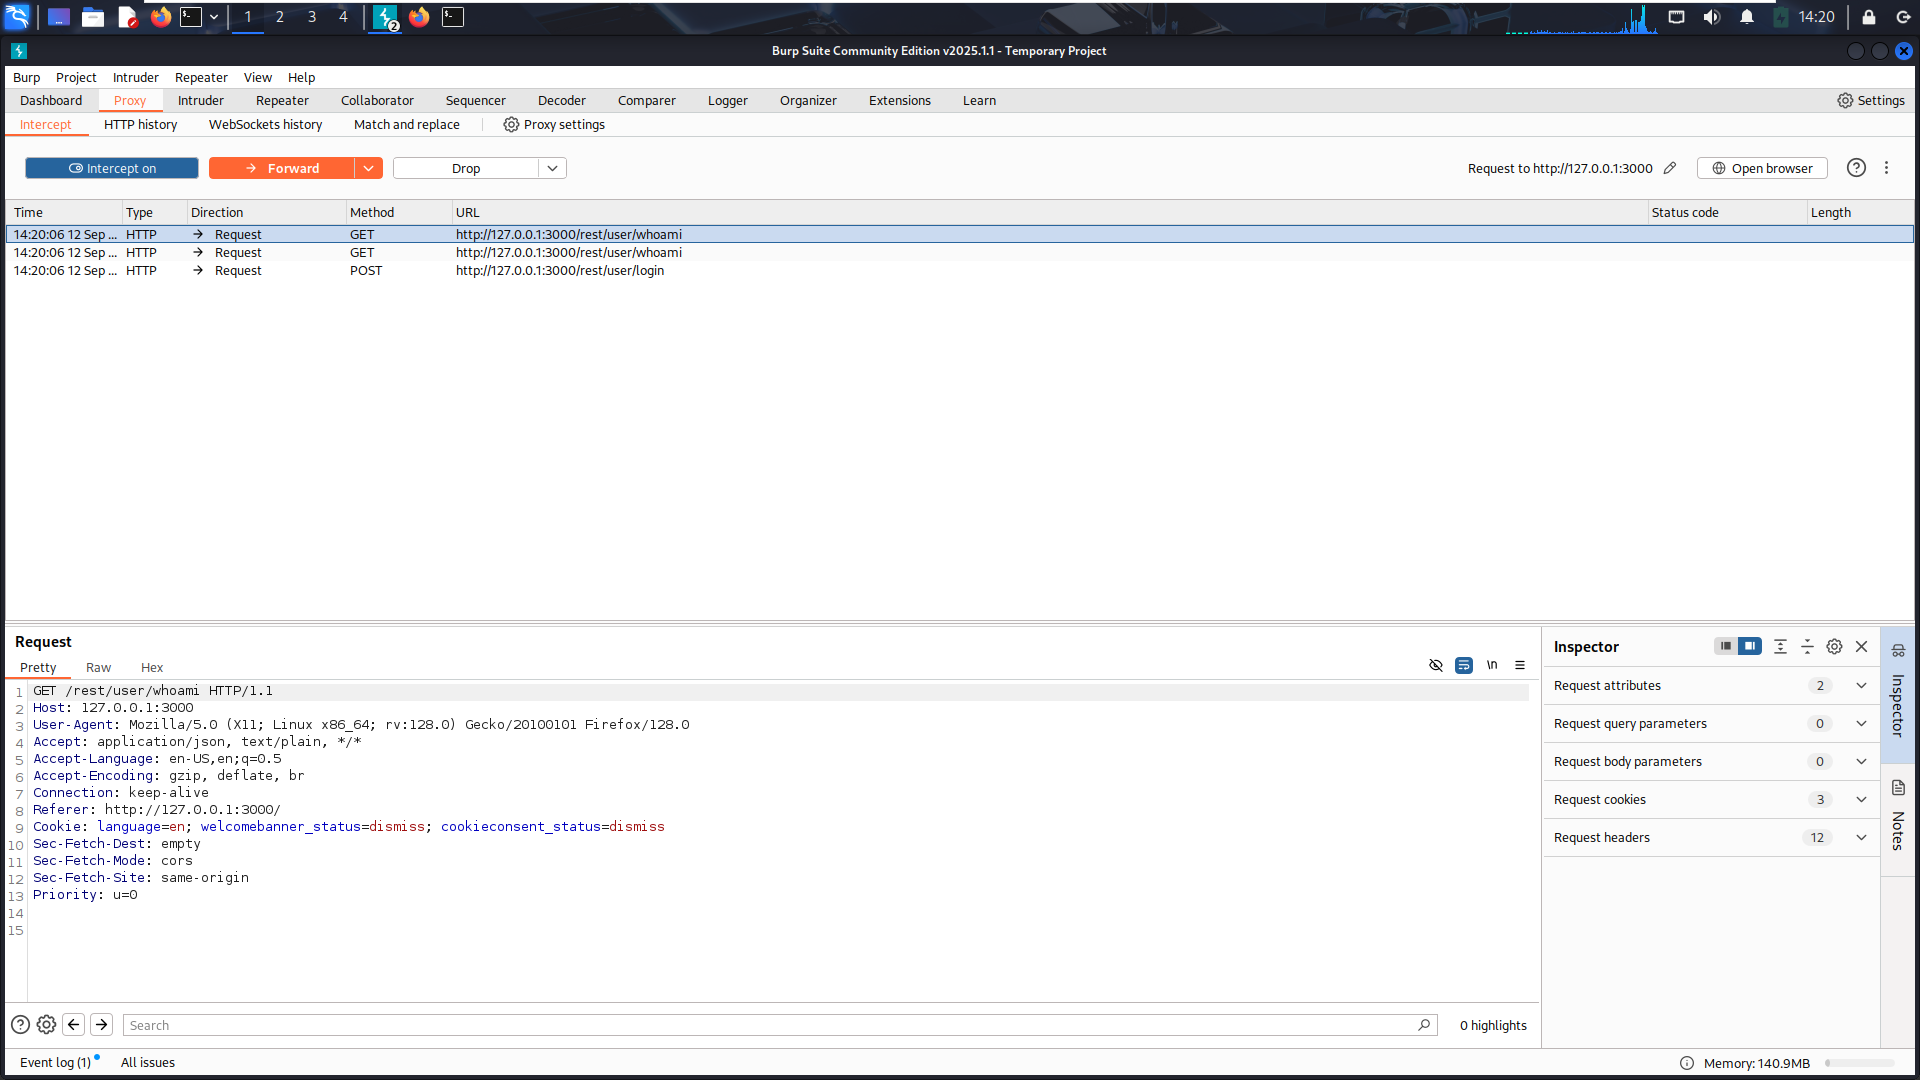 1 2 3 4 2 14:20
Burp Suite Community Edition v2025.1.1 - Temporary Project
Burp Project Intruder Repeater View Help
Dashboard Proxy Intruder Repeater Collaborator Sequencer Decoder Comparer Logger Organizer Extensions Learn Settings
Intercept HTTP history WebSockets history Match and replace Proxy settings
Intercept on Forward Drop Request to http://127.0.0.1:3000 Open browser
Time Type Direction Method URL Status code Length
14:20:06 12 Sep ... HTTP → Request GET http://127.0.0.1:3000/rest/user/whoami
14:20:06 12 Sep ... HTTP → Request GET http://127.0.0.1:3000/rest/user/whoami
14:20:06 12 Sep ... HTTP → Request POST http://127.0.0.1:3000/rest/user/login
Request
Pretty Raw Hex \n
1 GET /rest/user/whoami HTTP/1.1
2 Host: 127.0.0.1:3000
3 User-Agent: Mozilla/5.0 (X11; Linux x86_64; rv:128.0) Gecko/20100101 Firefox/128.0
4 Accept: application/json, text/plain, */*
5 Accept-Language: en-US,en;q=0.5
6 Accept-Encoding: gzip, deflate, br
7 Connection: keep-alive
8 Referer: http://127.0.0.1:3000/
9 Cookie: language=en; welcomebanner_status=dismiss; cookieconsent_status=dismiss
10 Sec-Fetch-Dest: empty
11 Sec-Fetch-Mode: cors
12 Sec-Fetch-Site: same-origin
13 Priority: u=0
14
15
Inspector
Request attributes 2
Request query parameters 0
Request body parameters 0
Request cookies 3
Request headers 12
Inspector
Notes
Search 0 highlights
Event log (1) All issues Memory: 140.9MB